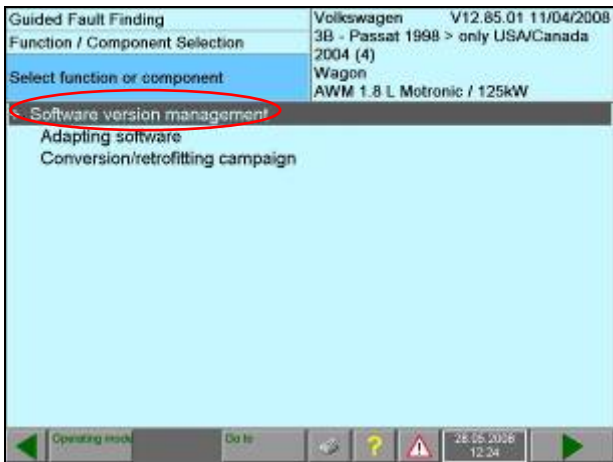 Guided Fault Finding
Function / Component Selection
Select function or component
Volkswagen V12.85.01 11/04/2008
3B - Passat 1998 > only USA/Canada
2004 (4)
Wagon
AWM 1.8 L Motronic / 125kW
- Software version management
Adapting software
Conversion/retrofitting campaign
Operating mode
Go to
28.05.2008
12:24